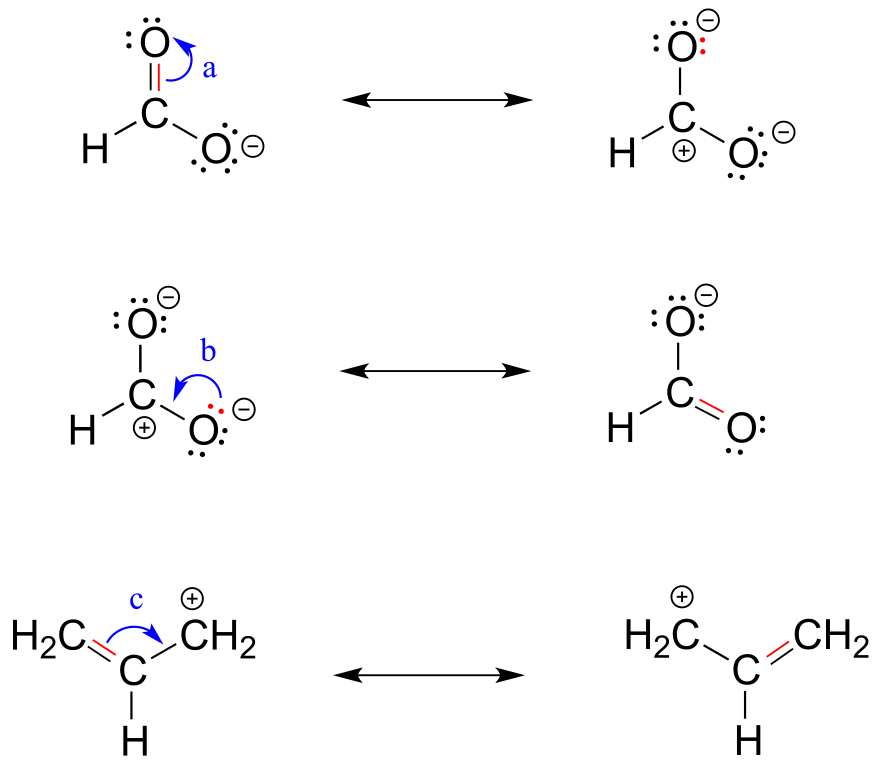 O a O ⊖
C C
H O ⊖ H ⊕ O ⊖
O ⊖ O ⊖
b
C C
H ⊕ O ⊖ H O
c ⊕ ⊕
H₂C CH₂ H₂C CH₂
C C
H H